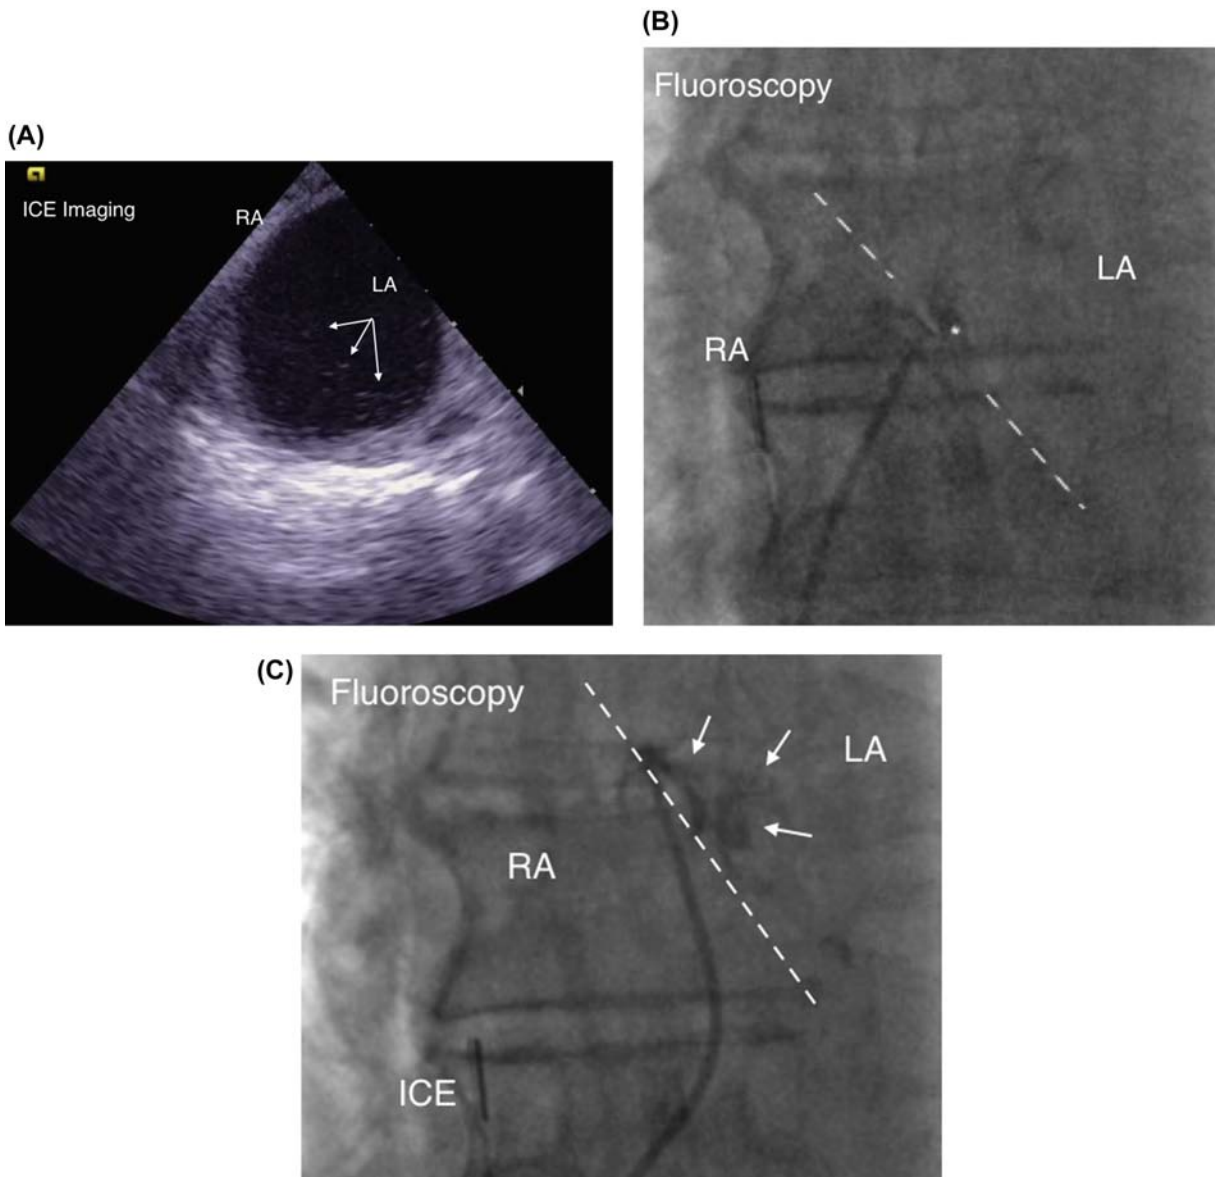 (A)
ICE Imaging
RA
LA
(B)
Fluoroscopy
LA
RA
*
(C)
Fluoroscopy
LA
RA
ICE